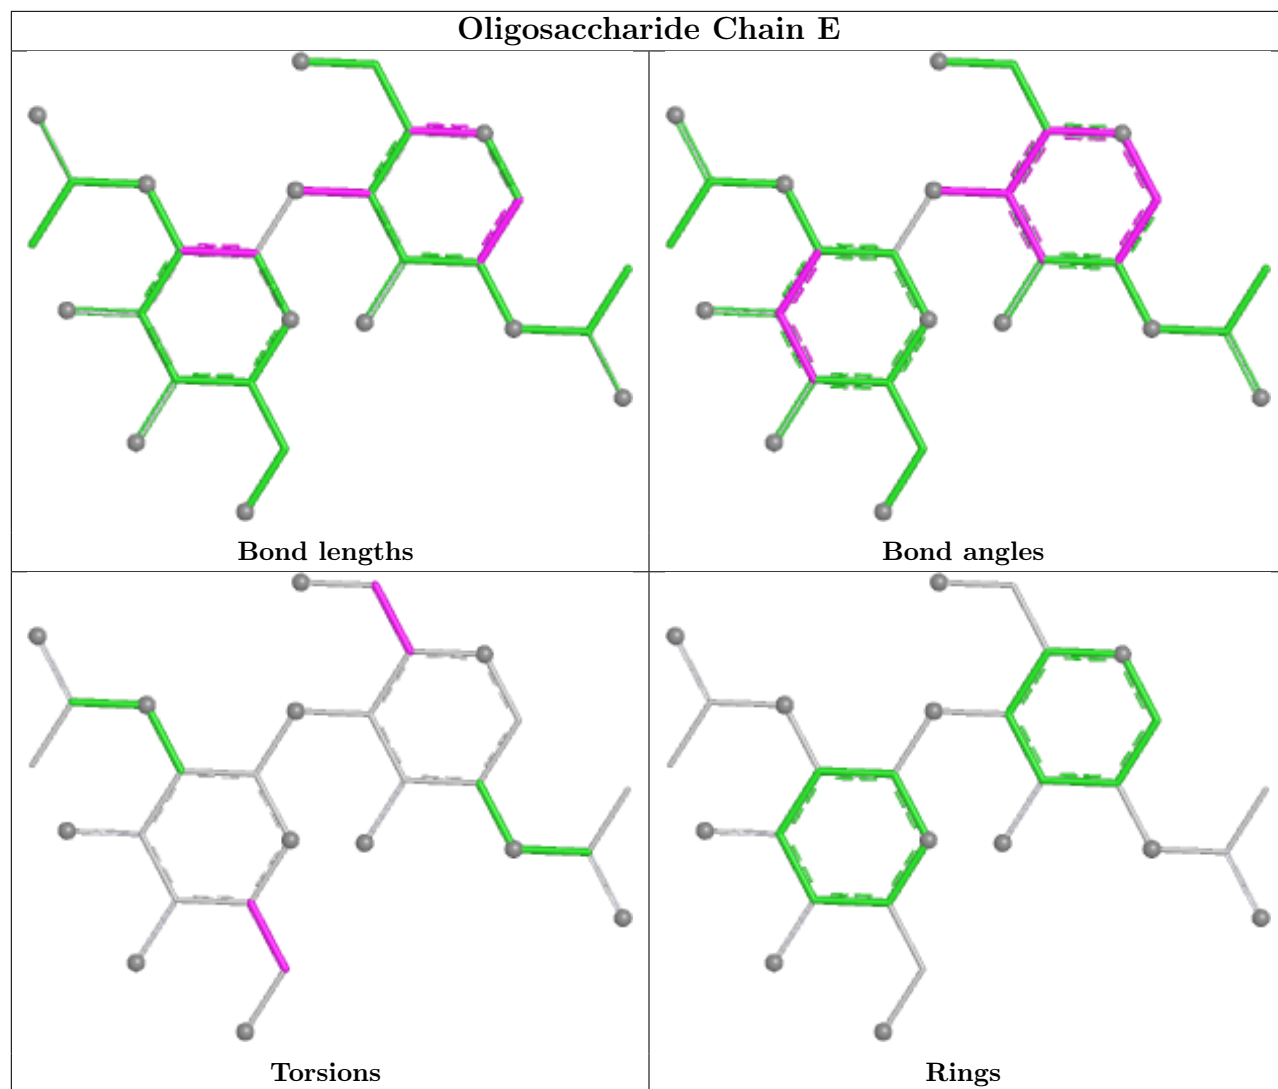 Oligosaccharide Chain E
Bond lengths
Bond angles
Torsions
Rings